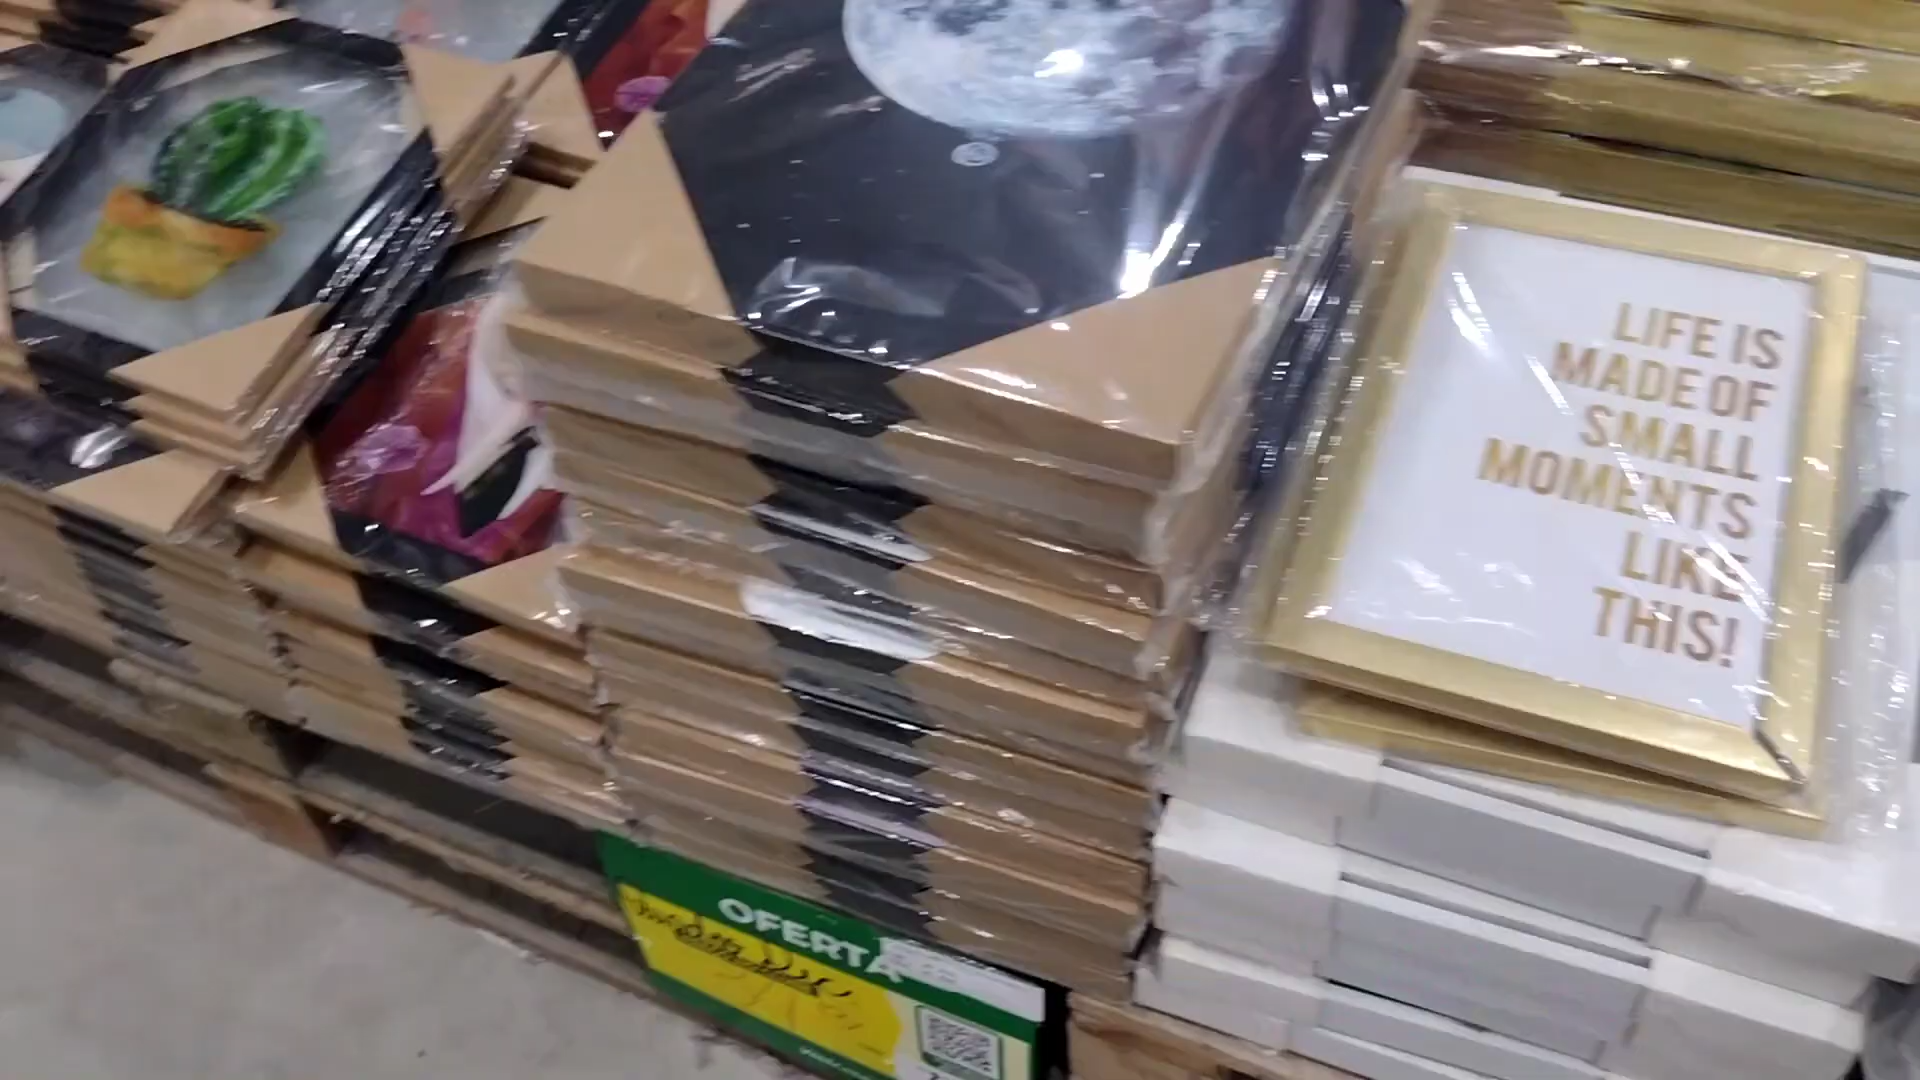 LIFE IS
MADE OF
SMALL
MOMENTS
LIKE
THIS!
OFERTA